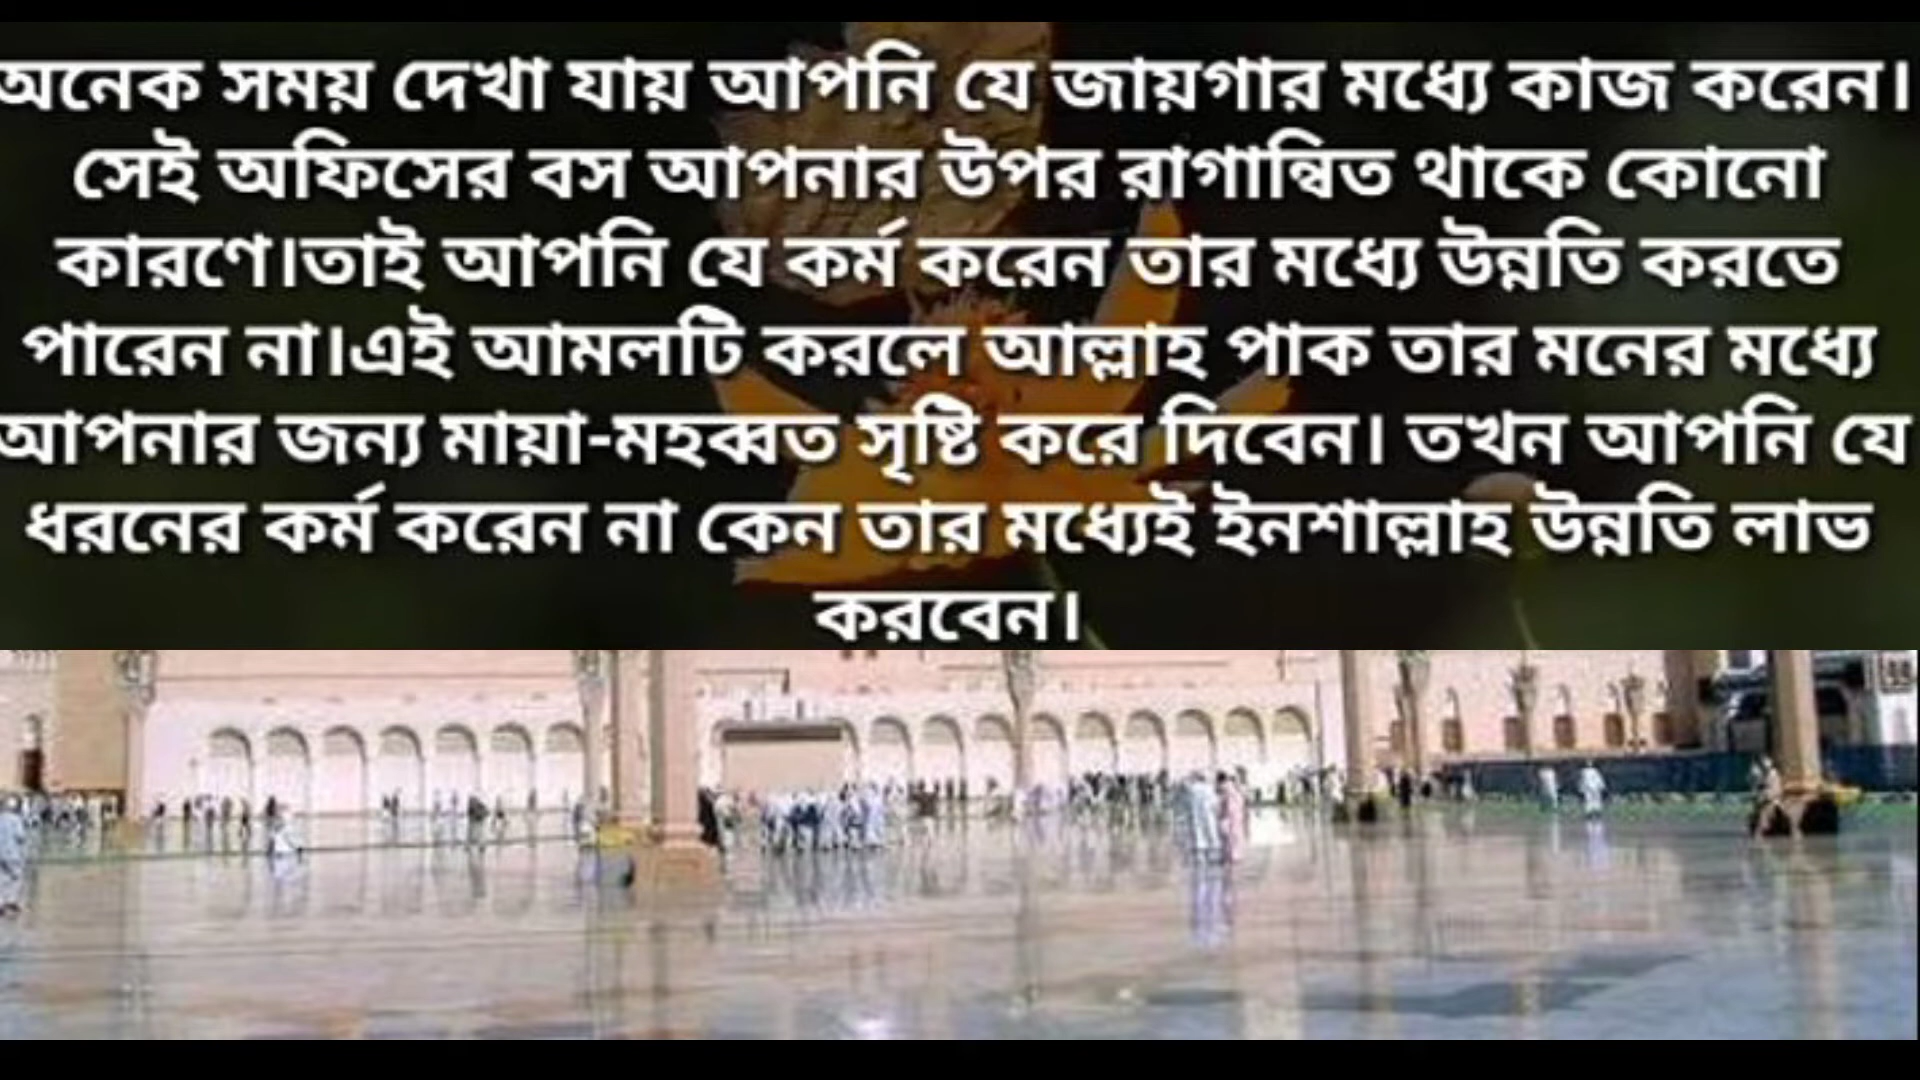 অনেক সময় দেখা যায় আপনি যে জায়গার মধ্যে কাজ করেন।
সেই অফিসের বস আপনার উপর রাগান্বিত থাকে কোনো
কারণে।তাই আপনি যে কর্ম করেন তার মধ্যে উন্নতি করতে
পারেন না।এই আমলটি করলে আল্লাহ পাক তার মনের মধ্যে
আপনার জন্য মায়া-মহব্বত সৃষ্টি করে দিবেন। তখন আপনি যে
ধরনের কর্ম করেন না কেন তার মধ্যেই ইনশাল্লাহ উন্নতি লাভ
করবেন।